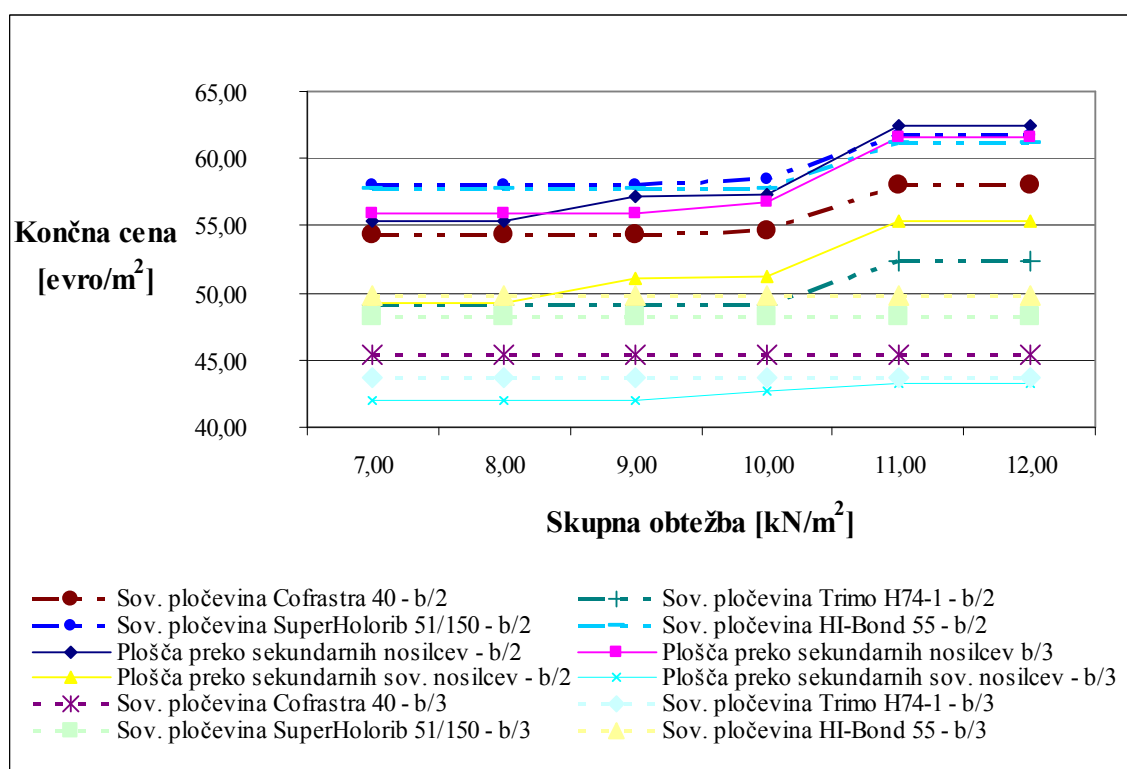 65,00
60,00
55,00
50,00
45,00
40,00
Končna cena
[evro/m²]
7,00 8,00 9,00 10,00 11,00 12,00
Skupna obtežba [kN/m²]
Sov. pločevina Cofrastra 40 - b/2 Sov. pločevina Trimo H74-1 - b/2
Sov. pločevina SuperHolorib 51/150 - b/2 Sov. pločevina HI-Bond 55 - b/2
Plošča preko sekundarnih nosilcev - b/2 Plošča preko sekundarnih nosilcev b/3
Plošča preko sekundarnih sov. nosilcev - b/2 Plošča preko sekundarnih sov. nosilcev - b/3
Sov. pločevina Cofrastra 40 - b/3 Sov. pločevina Trimo H74-1 - b/3
Sov. pločevina SuperHolorib 51/150 - b/3 Sov. pločevina HI-Bond 55 - b/3